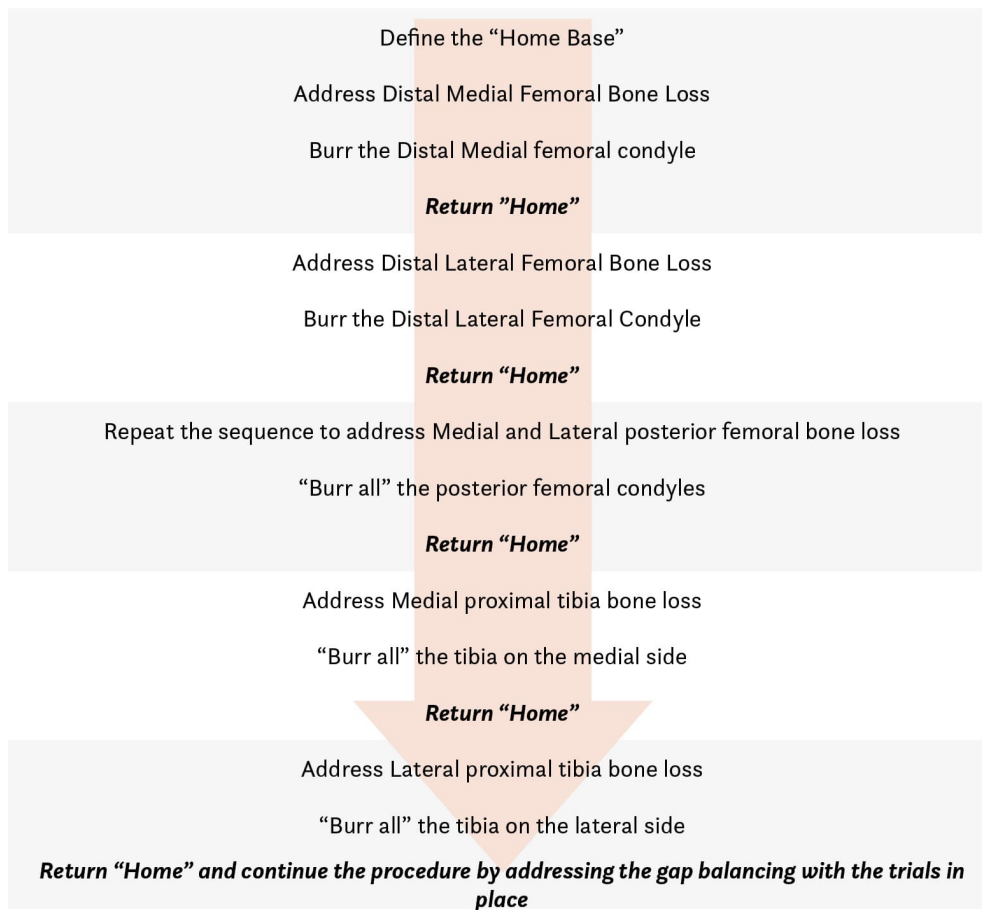 Define the “Home Base”
Address Distal Medial Femoral Bone Loss
Burr the Distal Medial femoral condyle
Return ”Home”
Address Distal Lateral Femoral Bone Loss
Burr the Distal Lateral Femoral Condyle
Return “Home”
Repeat the sequence to address Medial and Lateral posterior femoral bone loss
“Burr all” the posterior femoral condyles
Return “Home”
Address Medial proximal tibia bone loss
“Burr all” the tibia on the medial side
Return “Home”
Address Lateral proximal tibia bone loss
“Burr all” the tibia on the lateral side
Return “Home” and continue the procedure by addressing the gap balancing with the trials in
place